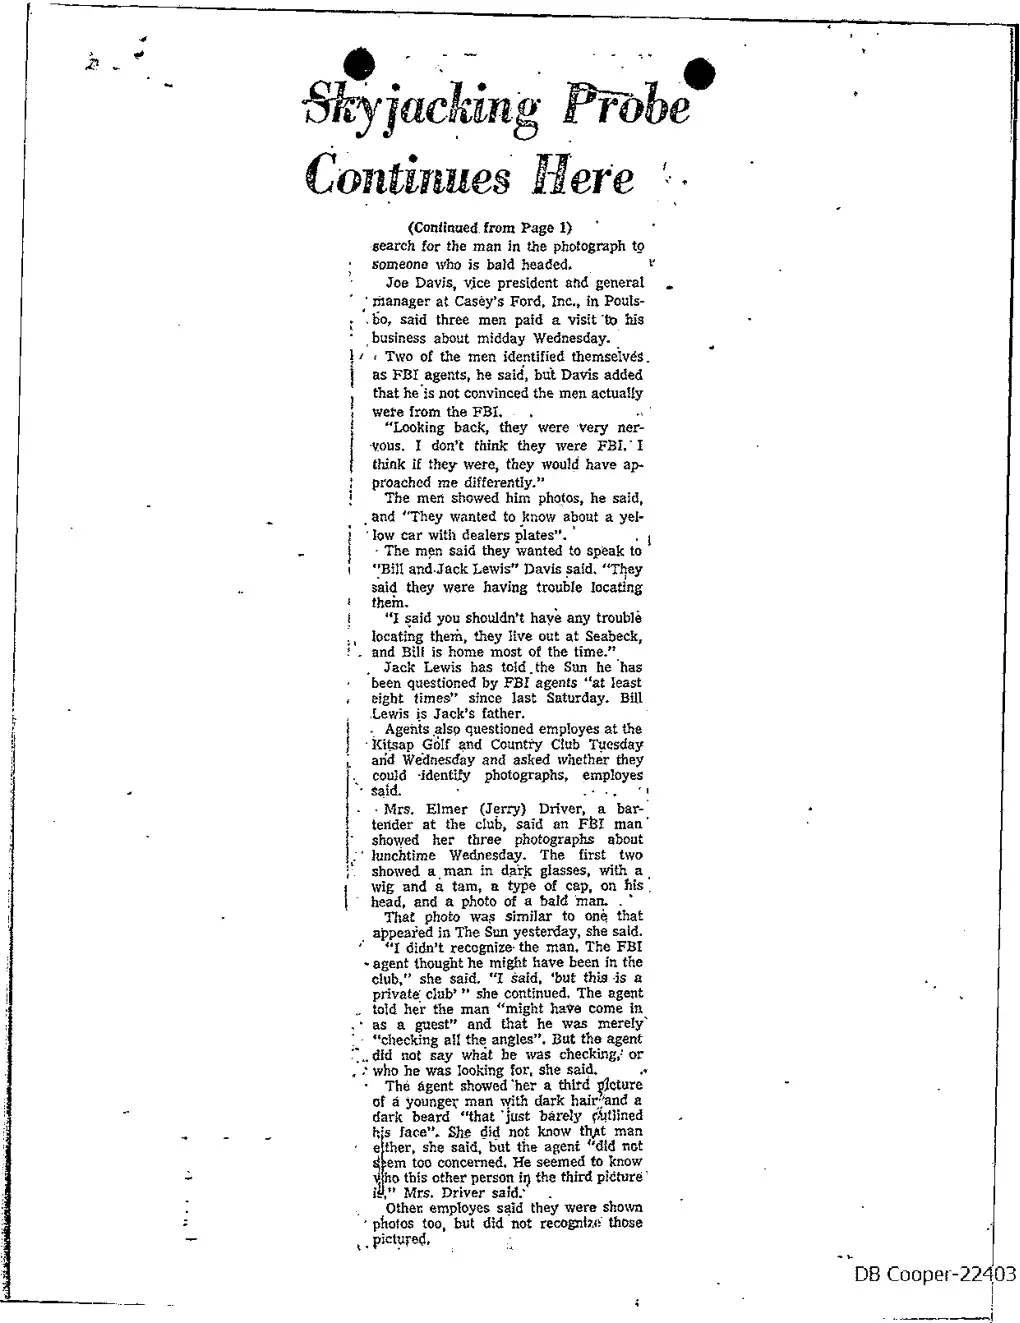 Skyjacking Probe
Continues Here
(Continued from Page 1)
search for the man in the photograph to
someone who is bald headed.
Joe Davis, vice president and general
manager at Casey's Ford, Inc., in Pouls-
bo, said three men paid a visit to his
business about midday Wednesday.
Two of the men identified themselves
as FBI agents, he said, but Davis added
that he is not convinced the men actually
were from the FBI.
"Looking back, they were very ner-
vous. I don't think they were FBI. I
think if they were, they would have ap-
proached me differently."
The men showed him photos, he said,
and "They wanted to know about a yel-
low car with dealers plates".
The men said they wanted to speak to
"Bill and Jack Lewis" Davis said. "They
said they were having trouble locating
them.
"I said you shouldn't have any trouble
locating them, they live out at Seabeck,
and Bill is home most of the time."
Jack Lewis has told the Sun he has
been questioned by FBI agents "at least
eight times" since last Saturday. Bill
Lewis is Jack's father.
Agents also questioned employes at the
Kitsap Golf and Country Club Tuesday
and Wednesday and asked whether they
could identify photographs, employes
said.
Mrs. Elmer (Jerry) Driver, a bar-
tender at the club, said an FBI man
showed her three photographs about
lunchtime Wednesday. The first two
showed a man in dark glasses, with a
wig and a tam, a type of cap, on his
head, and a photo of a bald man.
That photo was similar to one that
appeared in The Sun yesterday, she said.
"I didn't recognize the man. The FBI
agent thought he might have been in the
club," she said. "I said, 'but this is a
private club' " she continued. The agent
told her the man "might have come in
as a guest" and that he was merely
"checking all the angles". But the agent
did not say what he was checking, or
who he was looking for, she said.
The agent showed her a third picture
of a younger man with dark hair and a
dark beard "that just barely outlined
his face". She did not know that man
either, she said, but the agent "did not
seem too concerned. He seemed to know
who this other person in the third picture
is," Mrs. Driver said.
Other employes said they were shown
photos too, but did not recognize those
pictured.
DB Cooper-22403